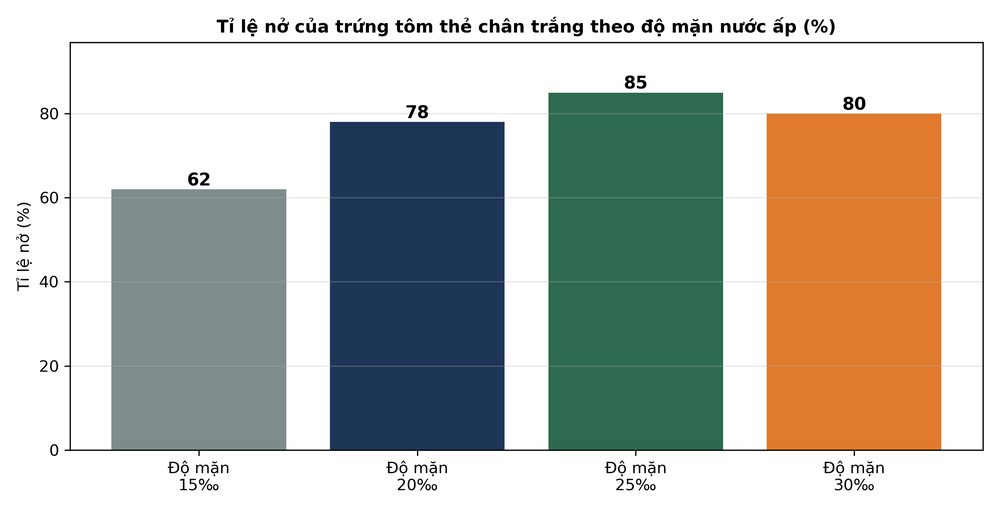 Tỉ lệ nở của trứng tôm thẻ chân trắng theo độ mặn nước ấp (%)
Tỉ lệ nở (%)
80
60
40
20
0
62
78
85
80
Độ mặn
15‰
Độ mặn
20‰
Độ mặn
25‰
Độ mặn
30‰